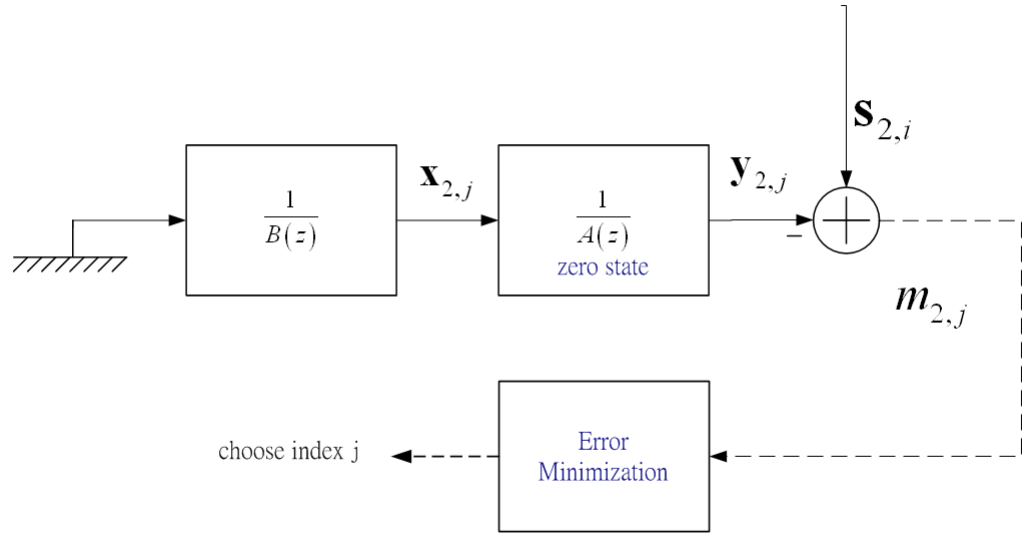 s₂,ᵢ
1
B(z)
x₂,ⱼ
1
A(z)
zero state
y₂,ⱼ
−
m₂,ⱼ
choose index j
Error
Minimization